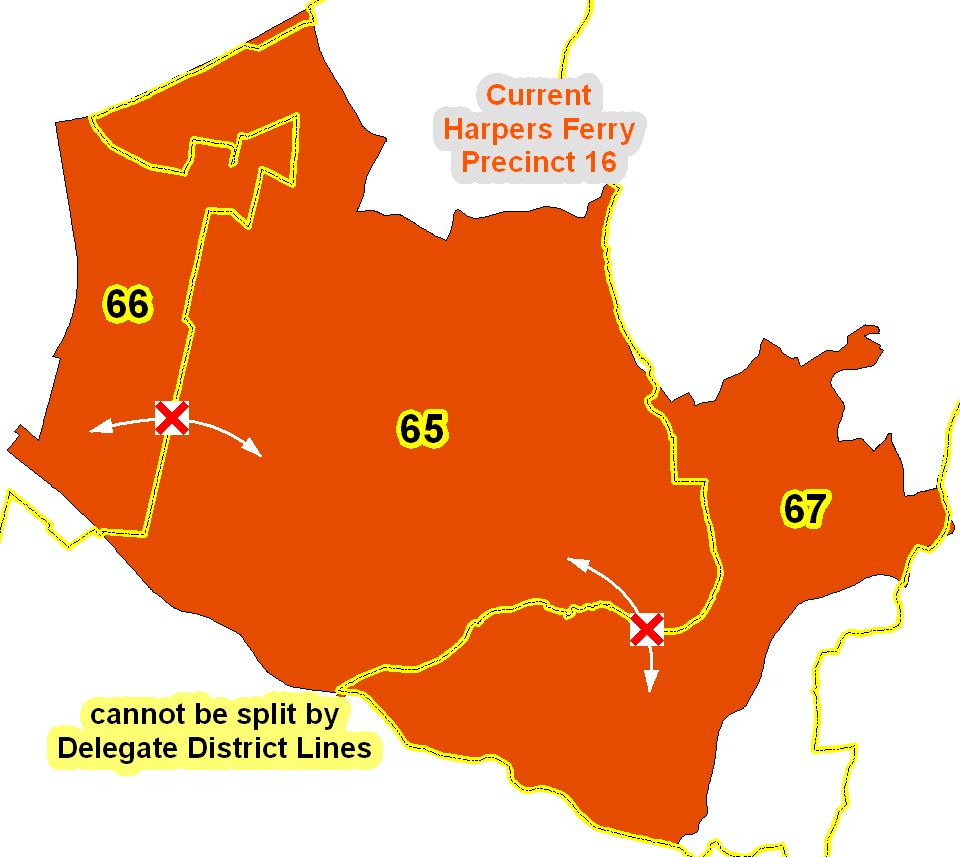 Current
Harpers Ferry
Precinct 16
66
65
67
cannot be split by
Delegate District Lines